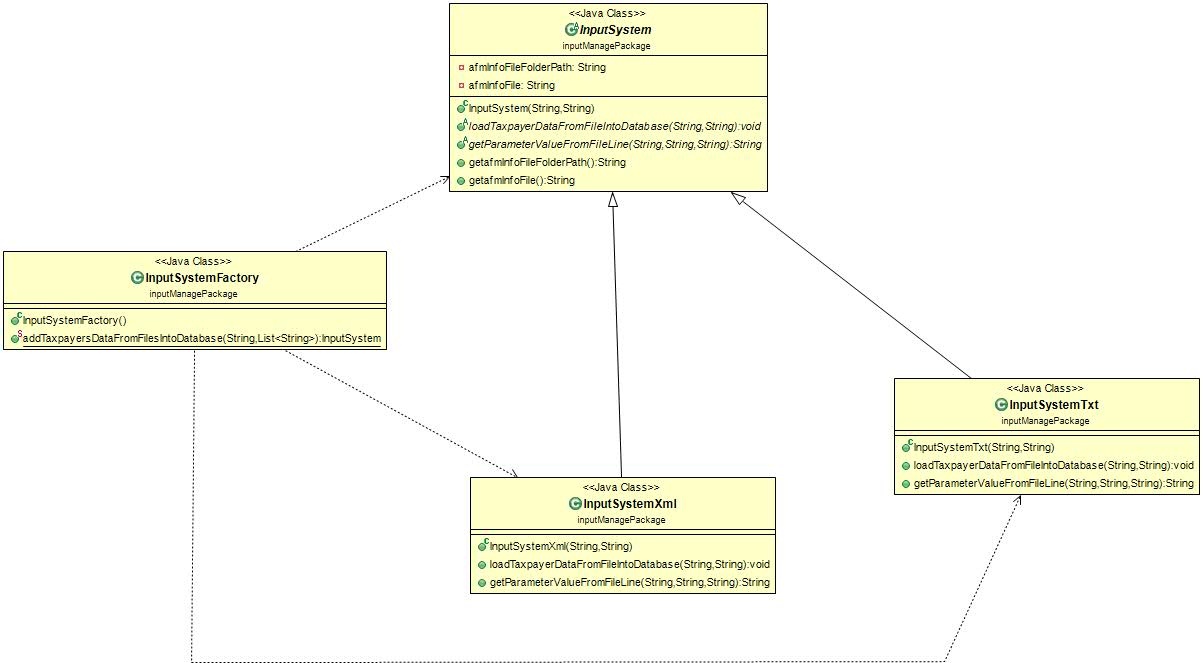 <<Java Class>>
InputSystem
inputManagePackage
afmInfoFileFolderPath: String
afmInfoFile: String
InputSystem(String,String)
loadTaxpayerDataFromFileIntoDatabase(String,String):void
getParameterValueFromFileLine(String,String,String):String
getafmInfoFileFolderPath():String
getafmInfoFile():String
<<Java Class>>
InputSystemFactory
inputManagePackage
InputSystemFactory()
addTaxpayersDataFromFilesIntoDatabase(String,List<String>):InputSystem
<<Java Class>>
InputSystemTxt
inputManagePackage
InputSystemTxt(String,String)
loadTaxpayerDataFromFileIntoDatabase(String,String):void
getParameterValueFromFileLine(String,String,String):String
<<Java Class>>
InputSystemXml
inputManagePackage
InputSystemXml(String,String)
loadTaxpayerDataFromFileIntoDatabase(String,String):void
getParameterValueFromFileLine(String,String,String):String